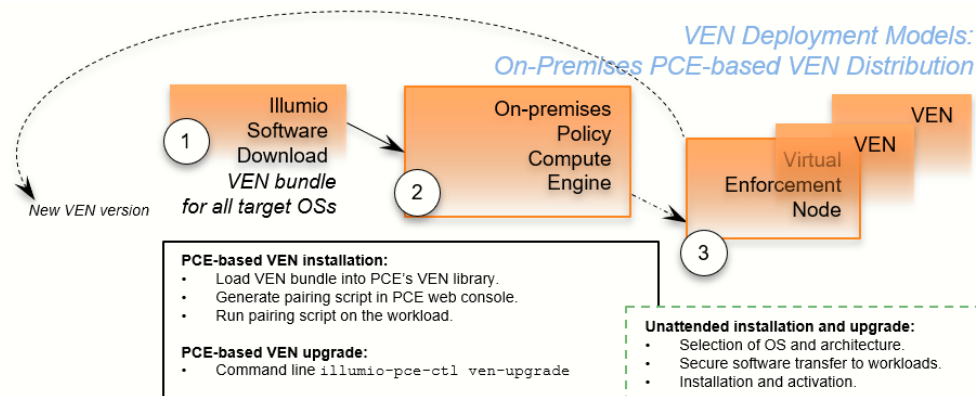 VEN Deployment Models:
On-Premises PCE-based VEN Distribution
Illumio
Software
Download
VEN bundle
for all target OSs
1
On-premises
Policy
Compute
Engine
2
VEN
VEN
Virtual
Enforcement
Node
3
New VEN version
PCE-based VEN installation:
• Load VEN bundle into PCE's VEN library.
• Generate pairing script in PCE web console.
• Run pairing script on the workload.
PCE-based VEN upgrade:
• Command line illumio-pce-ctl ven-upgrade
Unattended installation and upgrade:
• Selection of OS and architecture.
• Secure software transfer to workloads.
• Installation and activation.